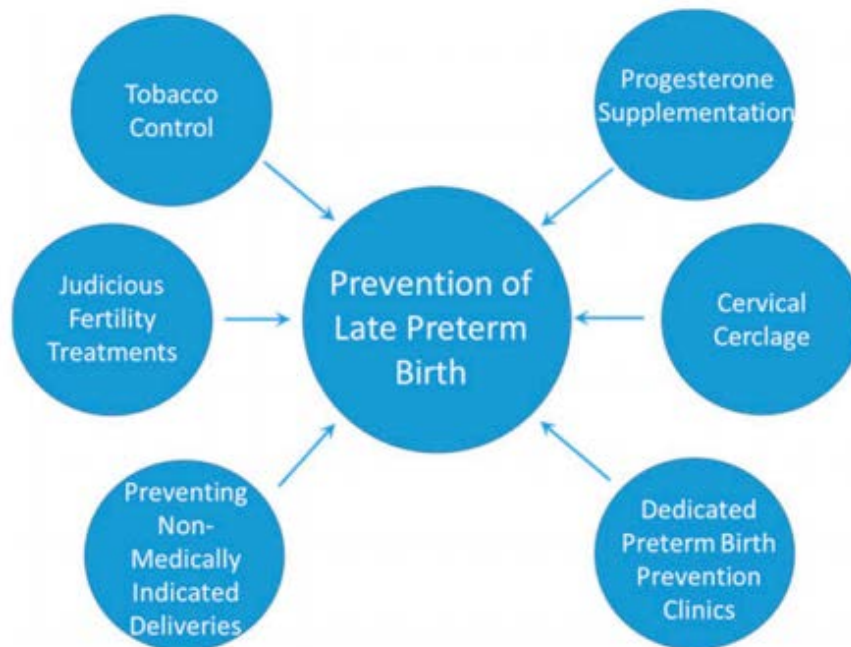 Tobacco
Control
Progesterone
Supplementation
Judicious
Fertility
Treatments
Prevention of
Late Preterm
Birth
Cervical
Cerclage
Preventing
Non-
Medically
Indicated
Deliveries
Dedicated
Preterm Birth
Prevention
Clinics